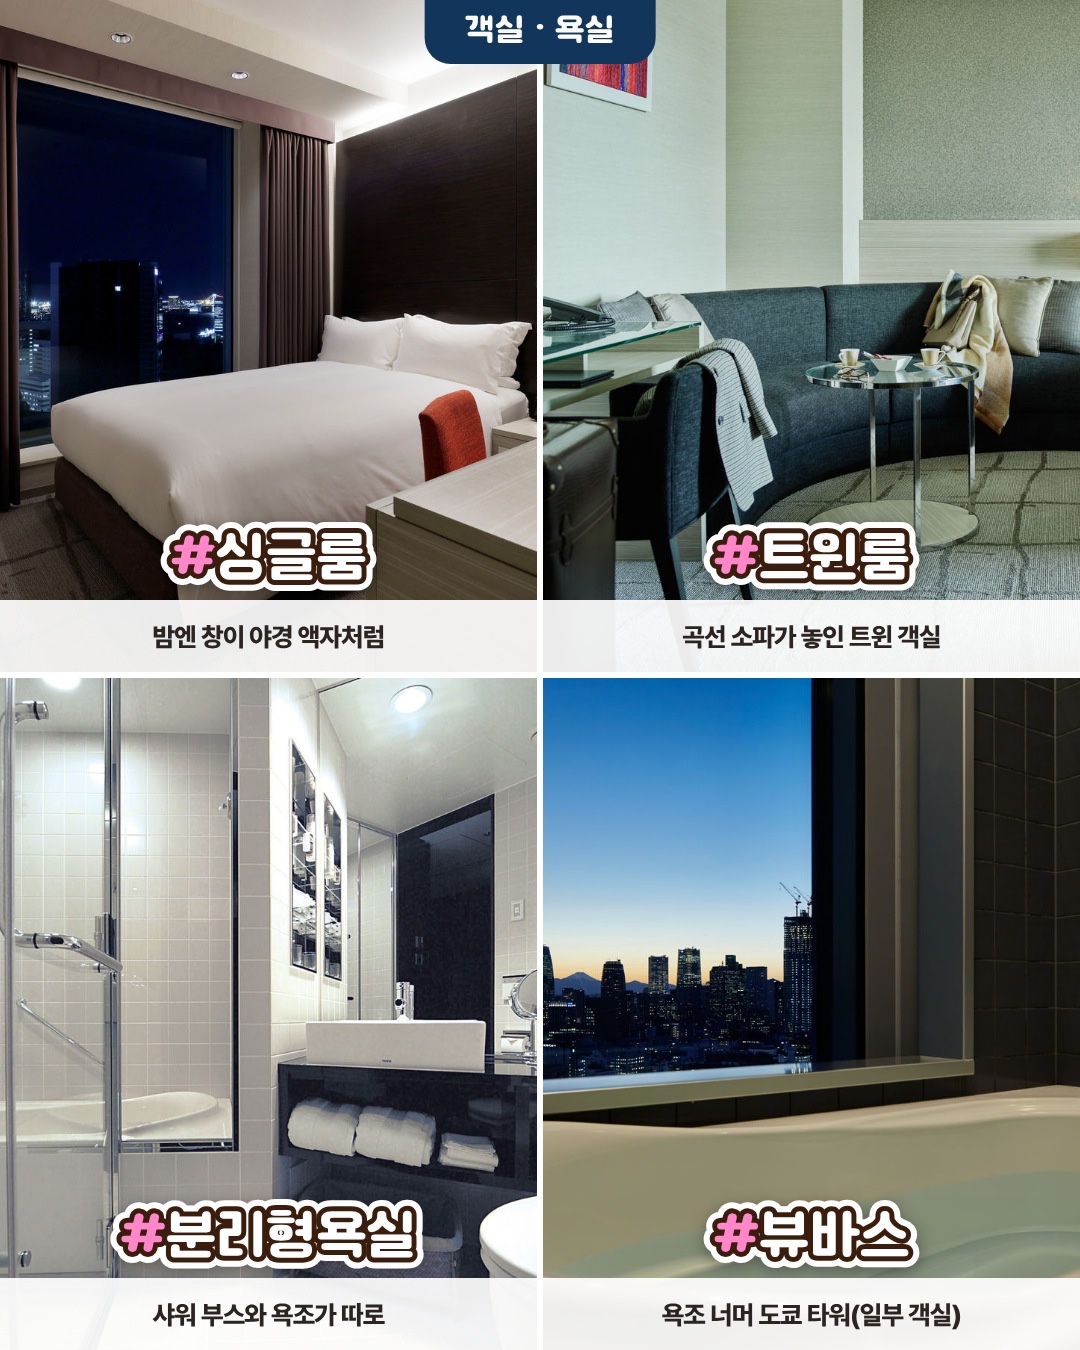 객실 · 욕실
#싱글룸
밤엔 창이 야경 액자처럼
#트윈룸
곡선 소파가 놓인 트윈 객실
#분리형욕실
샤워 부스와 욕조가 따로
#뷰바스
욕조 너머 도쿄 타워(일부 객실)